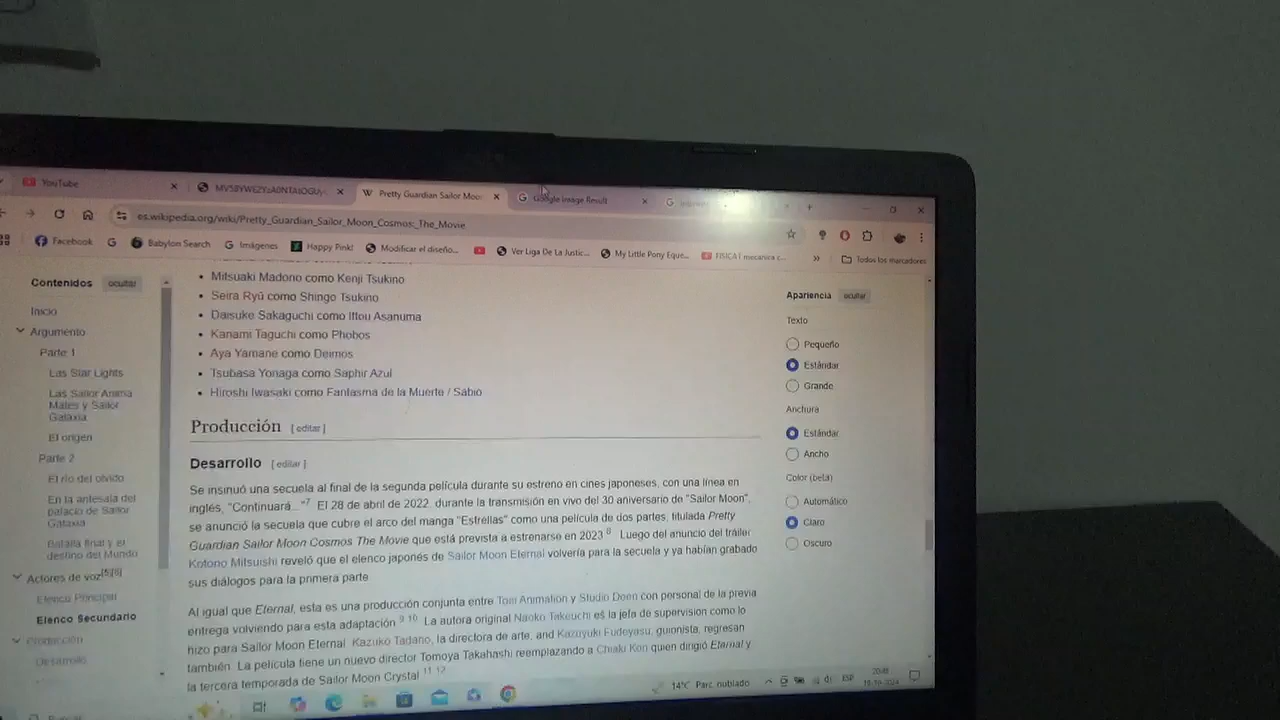 YouTube
Pretty Guardian Sailor Moo
Google Image Result
es.wikipedia.org/wiki/Pretty_Guardian_Sailor_Moon_Cosmos:_The_Movie
Facebook
Babylon Search
Imágenes
Happy Pink!
Modificar el diseño...
Ver Liga De La Justic...
My Little Pony Eque...
FISICA I mecanica c...
»
Todos los marcadores
Contenidos
ocultar
Inicio
Argumento
Parte 1
Las Star Lights
Las Sailor Anima
Mates y Sailor
Galaxia
El origen
Parte 2
El río del olvido
En la antesala del
palacio de Sailor
Galaxia
Batalla final y el
destino del Mundo
Actores de voz[5][6]
Elenco Principal
Elenco Secundario
Producción
Desarrollo
• Mitsuaki Madono como Kenji Tsukino
• Seira Ryū como Shingo Tsukino
• Daisuke Sakaguchi como Ittou Asanuma
• Kanami Taguchi como Phobos
• Aya Yamane como Deimos
• Tsubasa Yonaga como Saphir Azul
• Hiroshi Iwasaki como Fantasma de la Muerte / Sabio
Producción [ editar ]
Desarrollo [ editar ]
Se insinuó una secuela al final de la segunda película durante su estreno en cines japoneses, con una línea en
inglés, "Continuará..."7 El 28 de abril de 2022, durante la transmisión en vivo del 30 aniversario de "Sailor Moon",
se anunció la secuela que cubre el arco del manga "Estrellas" como una película de dos partes, titulada Pretty
Guardian Sailor Moon Cosmos The Movie que está prevista a estrenarse en 2023 8 Luego del anuncio del tráiler
Kotono Mitsuishi reveló que el elenco japonés de Sailor Moon Eternal volvería para la secuela y ya habían grabado
sus diálogos para la primera parte
Al igual que Eternal, esta es una producción conjunta entre Toei Animation y Studio Deen con personal de la previa
entrega volviendo para esta adaptación 9 10 La autora original Naoko Takeuchi es la jefa de supervision como lo
hizo para Sailor Moon Eternal Kazuko Tadano, la directora de arte, and Kazuyuki Fudeyasu, guionista, regresan
también. La película tiene un nuevo director Tomoya Takahashi reemplazando a Chiaki Kon quien dirigió Eternal y
la tercera temporada de Sailor Moon Crystal 11 12
Apariencia
ocultar
Texto
Pequeño
Estándar
Grande
Anchura
Estándar
Ancho
Color (beta)
Automático
Claro
Oscuro
14°C Parc. nublado
ESP